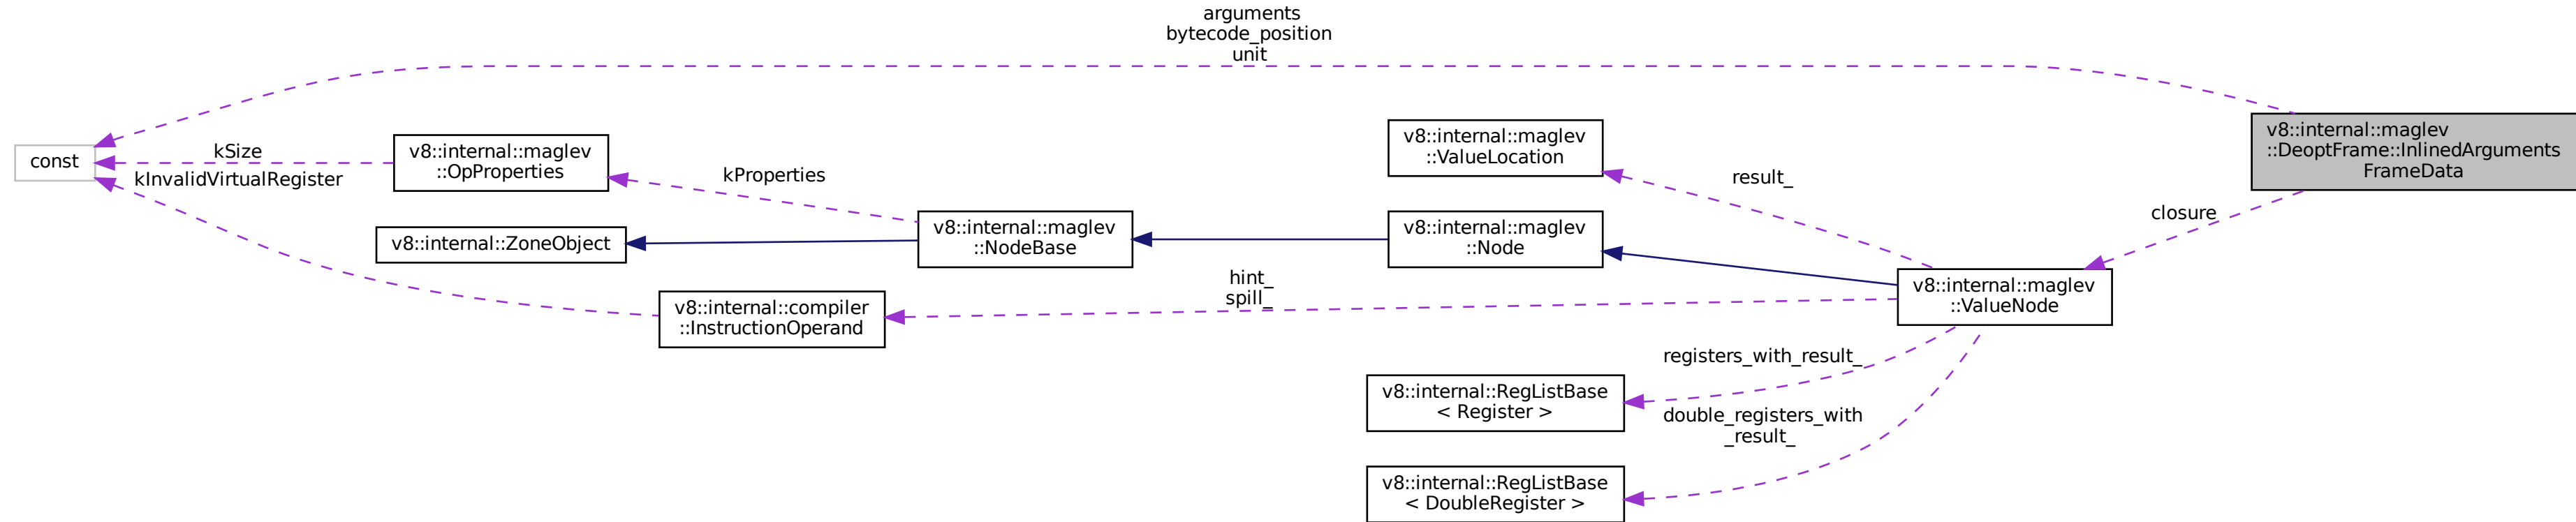 arguments
bytecode_position
unit
v8::internal::maglev
::DeoptFrame::InlinedArguments
FrameData
v8::internal::maglev
::ValueLocation
v8::internal::maglev
::OpProperties
const
kSize
kInvalidVirtualRegister
kProperties
result_
closure
v8::internal::ZoneObject
v8::internal::maglev
::NodeBase
v8::internal::maglev
::Node
v8::internal::maglev
::ValueNode
hint_
spill_
v8::internal::compiler
::InstructionOperand
registers_with_result_
v8::internal::RegListBase
< Register >
double_registers_with
_result_
v8::internal::RegListBase
< DoubleRegister >